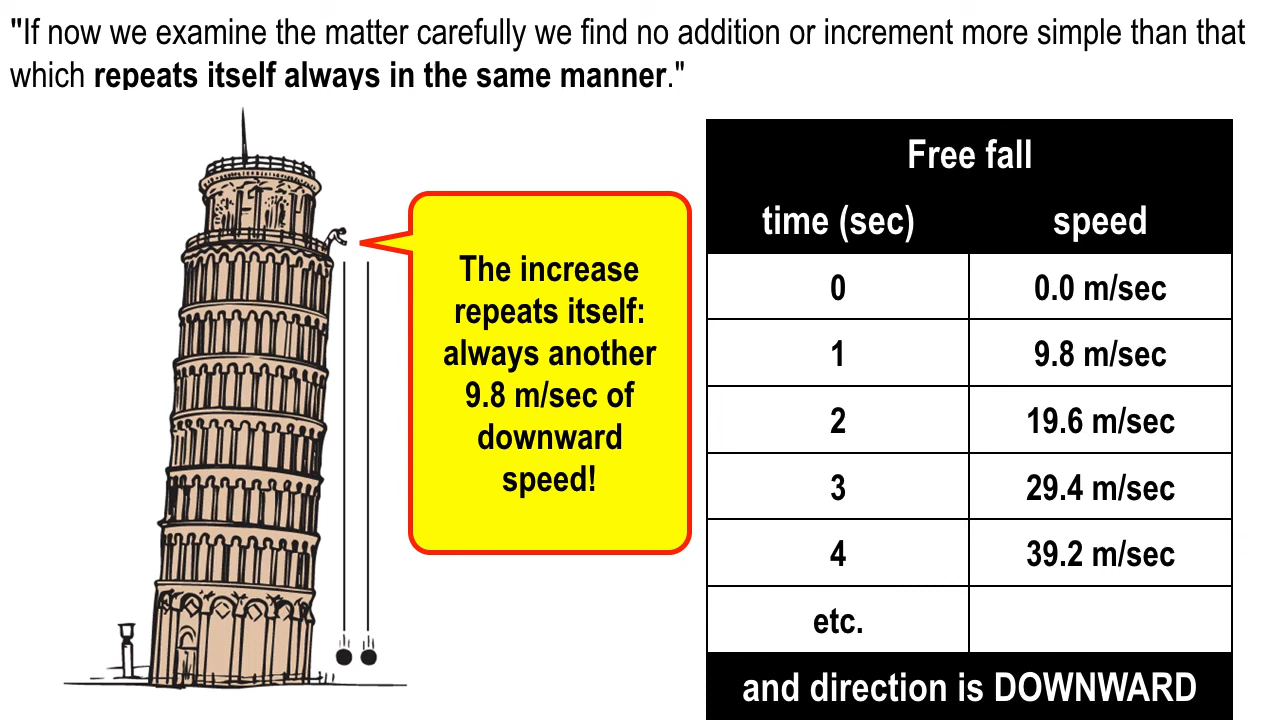 "If now we examine the matter carefully we find no addition or increment more simple than that
which repeats itself always in the same manner."
The increase
repeats itself:
always another
9.8 m/sec of
downward
speed!
Free fall
time (sec) speed
0 0.0 m/sec
1 9.8 m/sec
2 19.6 m/sec
3 29.4 m/sec
4 39.2 m/sec
etc.
and direction is DOWNWARD